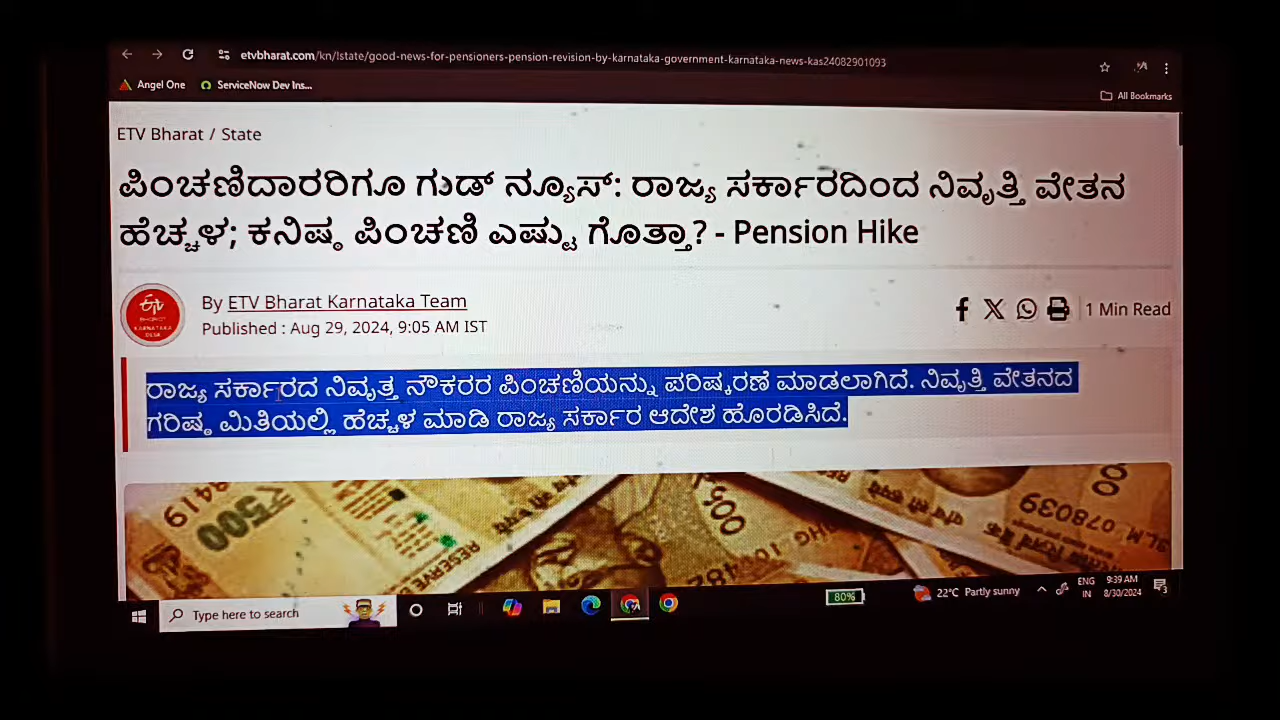 etvbharat.com/kn/!state/good-news-for-pensioners-pension-revision-by-karnataka-government-karnataka-news-kas24082901093
Angel One ServiceNow Dev Ins...
All Bookmarks
ETV Bharat / State
ಪಿಂಚಣಿದಾರರಿಗೂ ಗುಡ್ ನ್ಯೂಸ್: ರಾಜ್ಯ ಸರ್ಕಾರದಿಂದ ನಿವೃತ್ತಿ ವೇತನ
ಹೆಚ್ಚಳ; ಕನಿಷ್ಠ ಪಿಂಚಣಿ ಎಷ್ಟು ಗೊತ್ತಾ? - Pension Hike
By ETV Bharat Karnataka Team
Published : Aug 29, 2024, 9:05 AM IST
1 Min Read
ರಾಜ್ಯ ಸರ್ಕಾರದ ನಿವೃತ್ತ ನೌಕರರ ಪಿಂಚಣಿಯನ್ನು ಪರಿಷ್ಕರಣೆ ಮಾಡಲಾಗಿದೆ. ನಿವೃತ್ತಿ ವೇತನದ
ಗರಿಷ್ಠ ಮಿತಿಯಲ್ಲಿ ಹೆಚ್ಚಳ ಮಾಡಿ ರಾಜ್ಯ ಸರ್ಕಾರ ಆದೇಶ ಹೊರಡಿಸಿದೆ.
₹500
RESERVE
9LM 078039
Type here to search
80%
22°C Partly sunny
ENG
IN
9:39 AM
8/30/2024